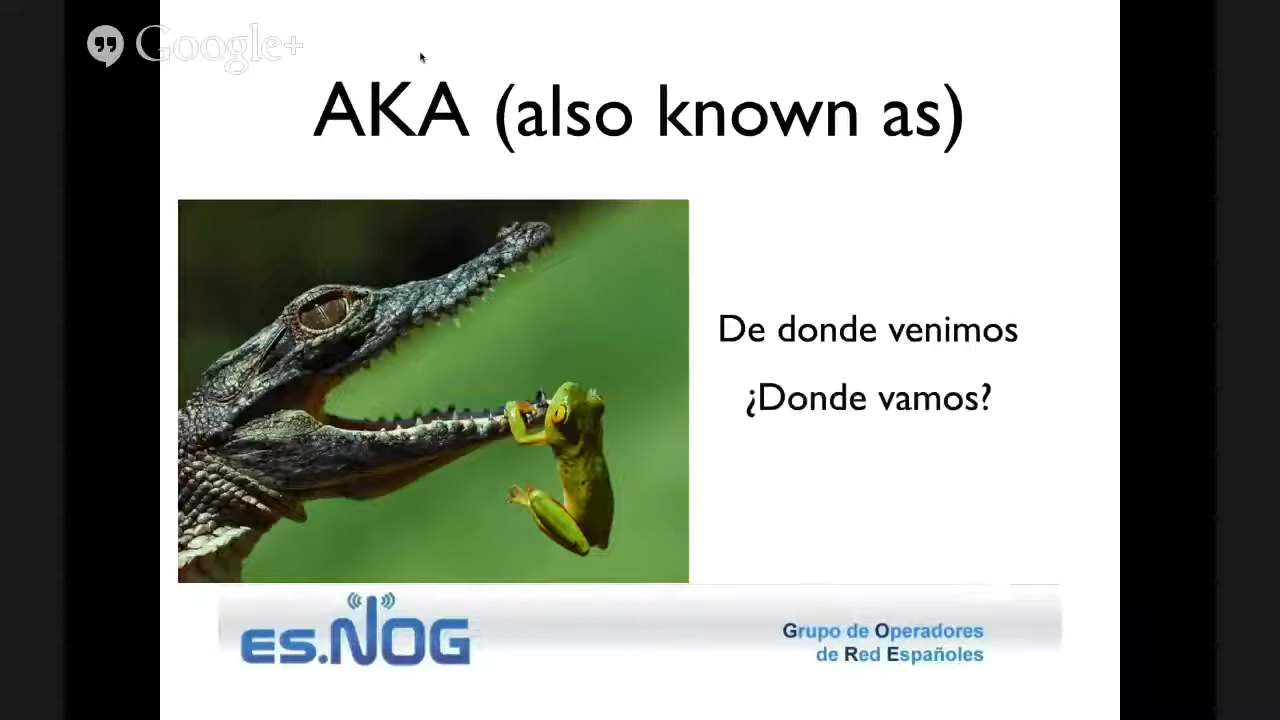 Google+
AKA (also known as)
De donde venimos
¿Donde vamos?
es.NOG
Grupo de Operadores
de Red Españoles